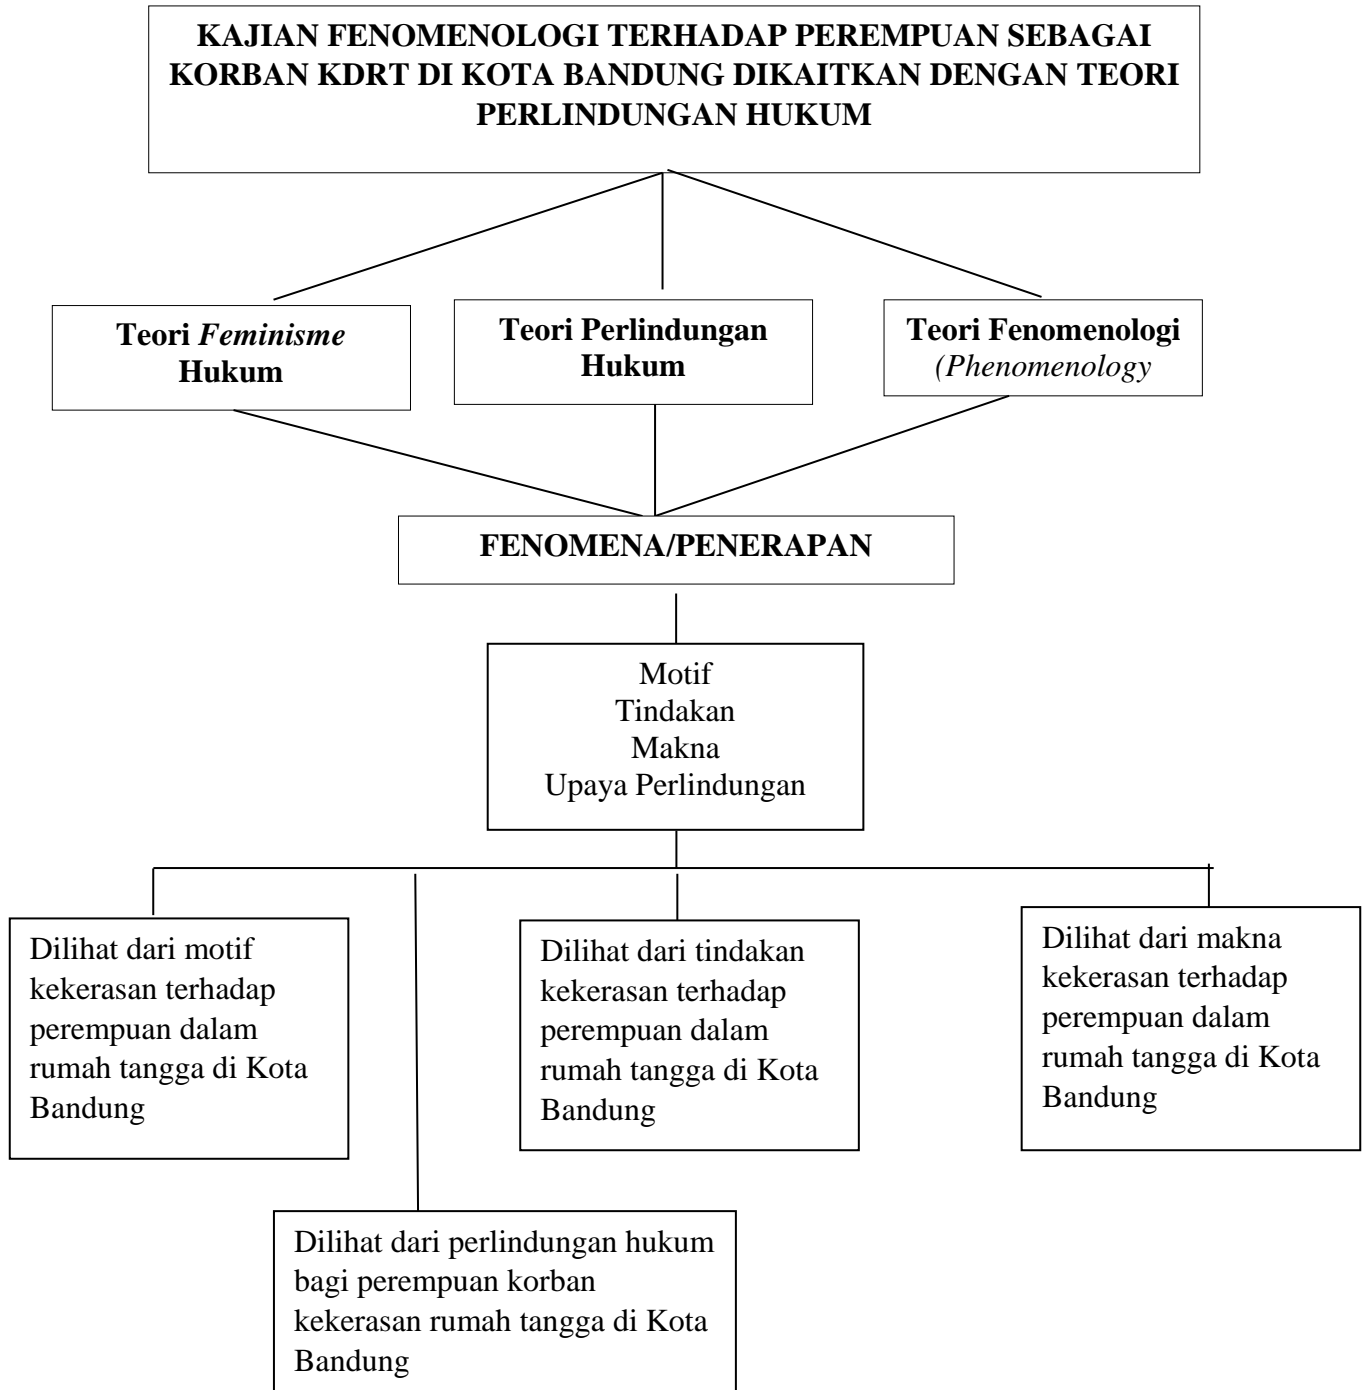 KAJIAN FENOMENOLOGI TERHADAP PEREMPUAN SEBAGAI
KORBAN KDRT DI KOTA BANDUNG DIKAITKAN DENGAN TEORI
PERLINDUNGAN HUKUM
Teori Feminisme
Hukum
Teori Perlindungan
Hukum
Teori Fenomenologi
(Phenomenology
FENOMENA/PENERAPAN
Motif
Tindakan
Makna
Upaya Perlindungan
Dilihat dari motif
kekerasan terhadap
perempuan dalam
rumah tangga di Kota
Bandung
Dilihat dari tindakan
kekerasan terhadap
perempuan dalam
rumah tangga di Kota
Bandung
Dilihat dari makna
kekerasan terhadap
perempuan dalam
rumah tangga di Kota
Bandung
Dilihat dari perlindungan hukum
bagi perempuan korban
kekerasan rumah tangga di Kota
Bandung